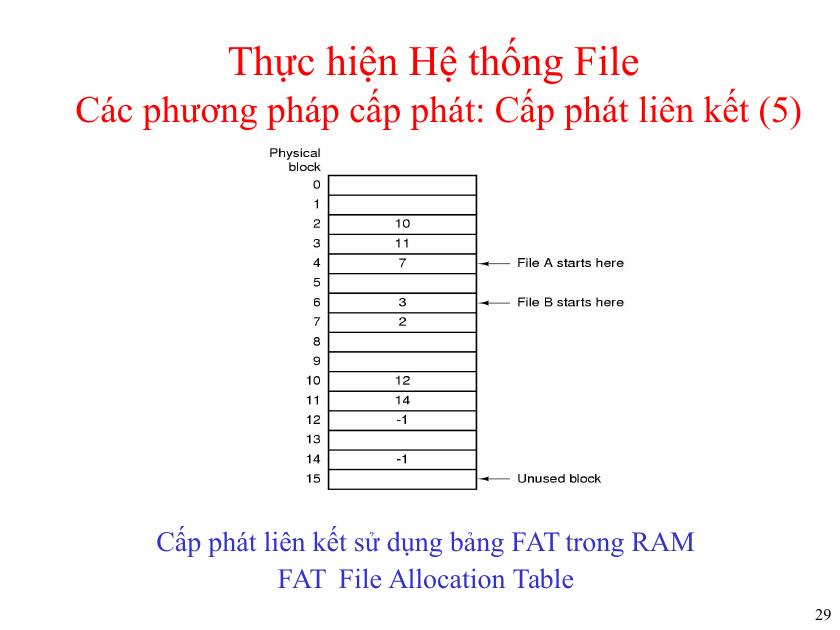 Thực hiện Hệ thống File
Các phương pháp cấp phát: Cấp phát liên kết (5)
Physical
block
0
1
2 10
3 11
4 7 File A starts here
5
6 3 File B starts here
7 2
8
9
10 12
11 14
12 -1
13
14 -1
15 Unused block
Cấp phát liên kết sử dụng bảng FAT trong RAM
FAT File Allocation Table
29